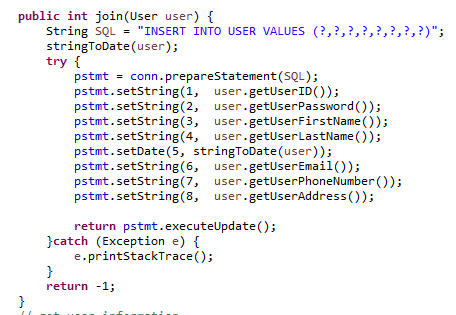 public int join(User user) {
    String SQL = "INSERT INTO USER VALUES (?,?,?,?,?,?,?,?)";
    stringToDate(user);
    try {
        pstmt = conn.prepareStatement(SQL);
        pstmt.setString(1,  user.getUserID());
        pstmt.setString(2,  user.getUserPassword());
        pstmt.setString(3,  user.getUserFirstName());
        pstmt.setString(4,  user.getUserLastName());
        pstmt.setDate(5, stringToDate(user));
        pstmt.setString(6,  user.getUserEmail());
        pstmt.setString(7,  user.getUserPhoneNumber());
        pstmt.setString(8,  user.getUserAddress());

        return pstmt.executeUpdate();
    }catch (Exception e) {
        e.printStackTrace();
    }
    return -1;
}